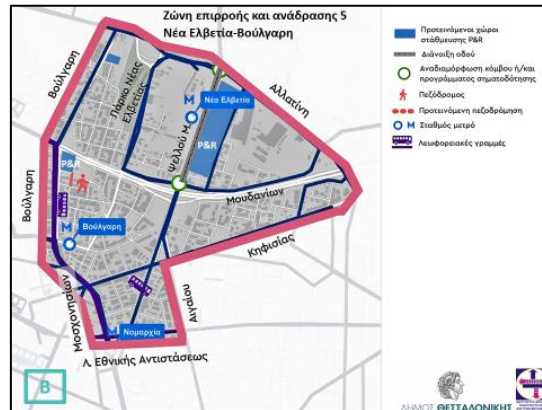 Ζώνη επιρροής και ανάδρασης 5
Νέα Ελβετία-Βούλγαρη
Βούλγαρη
Πάρκο Νέας
Ελβετίας
Νέα Ελβετία
M
Ψελλού Μ.
P&R
Αλλατίνη
P&R
Μουδανίων
Βούλγαρη
M
Βούλγαρη
Κηφισίας
Μοσχονησίων
Αιγαίου
M
Νομαρχία
Λ. Εθνικής Αντιστάσεως
B
Προτεινόμενοι χώροι
στάθμευσης P&R
Διάνοιξη οδού
Αναδιαμόρφωση κόμβου ή/και
προγράμματος σηματοδότησης
Πεζόδρομος
Προτεινόμενη πεζοδρόμηση
M
Σταθμός μετρό
Λεωφορειακές γραμμές
ΔΗΜΟΣ ΘΕΣΣΑΛΟΝΙΚΗΣ